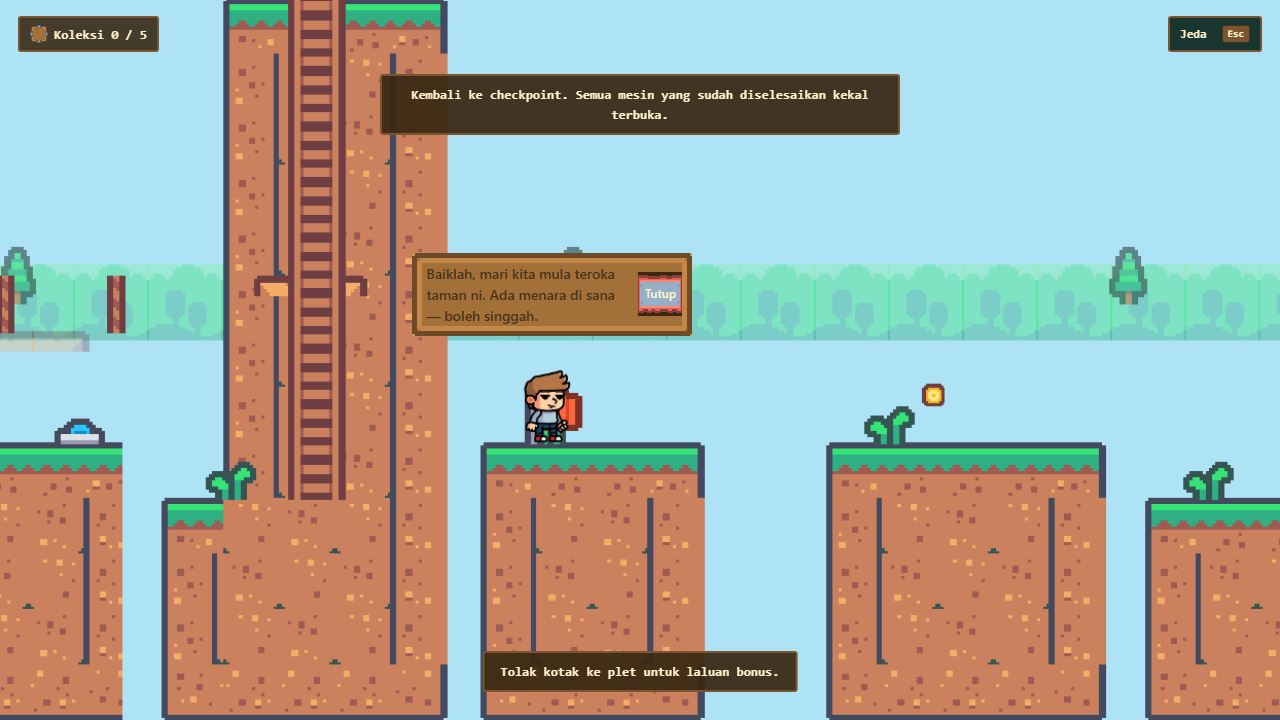 Koleksi 0 / 5
Jeda Esc
Kembali ke checkpoint. Semua mesin yang sudah diselesaikan kekal
terbuka.
Baiklah, mari kita mula teroka
taman ni. Ada menara di sana
— boleh singgah.
Tutup
Tolak kotak ke plet untuk laluan bonus.